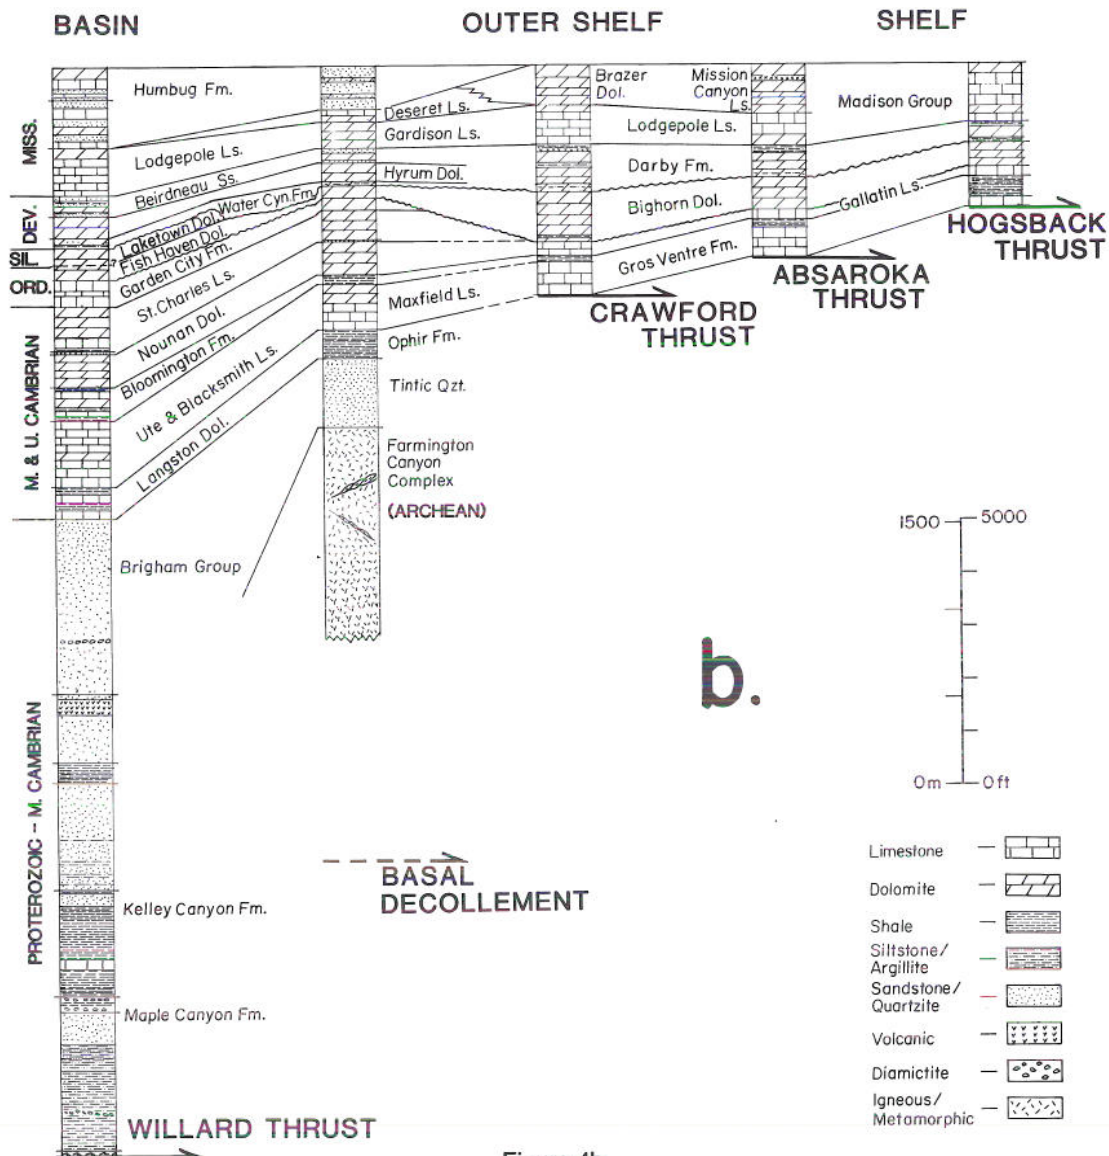 BASIN
OUTER SHELF
SHELF
Humbug Fm.
Deseret Ls.
Gardison Ls.
Lodgepole Ls.
Beirdneau Ss.
Hyrum Dol.
Water Cyn. Fm.
Laketown Dol.
Fish Haven Dol.
Garden City Fm.
St. Charles Ls.
Nounan Dol.
Bloomington Fm.
Ute & Blacksmith Ls.
Langston Dol.
Brazer
Dol.
Mission
Canyon
Ls.
Madison Group
Lodgepole Ls.
Darby Fm.
Bighorn Dol.
Gallatin Ls.
Gros Ventre Fm.
HOGSBACK
THRUST
ABSAROKA
THRUST
CRAWFORD
THRUST
Maxfield Ls.
Ophir Fm.
Tintic Qzt.
Farmington
Canyon
Complex
(ARCHEAN)
Brigham Group
MISS.
DEV.
SIL
ORD.
M. & U. CAMBRIAN
PROTEROZOIC - M. CAMBRIAN
1500
5000
0m
0ft
b.
BASAL
DECOLLEMENT
Kelley Canyon Fm.
Maple Canyon Fm.
WILLARD THRUST
Limestone
Dolomite
Shale
Siltstone/
Argillite
Sandstone/
Quartzite
Volcanic
Diamictite
Igneous/
Metamorphic